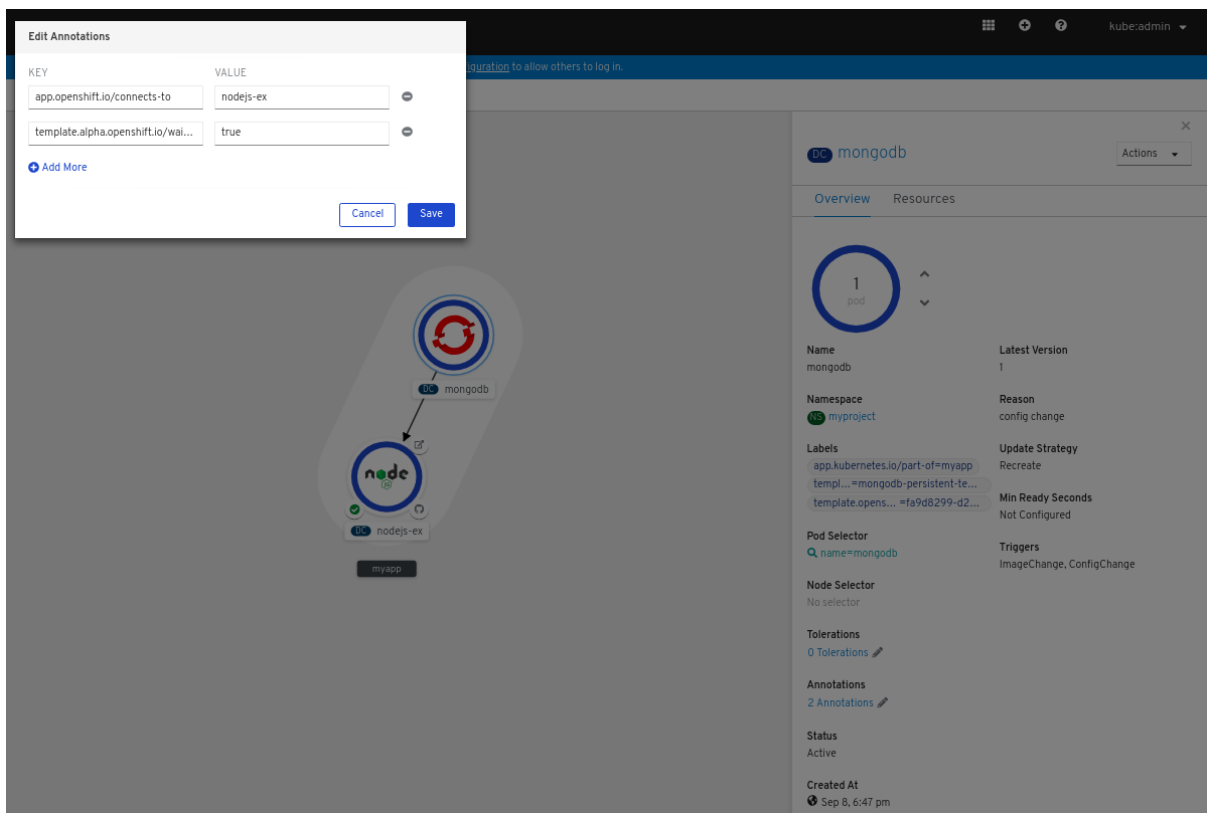 Edit Annotations
kube:admin
KEY VALUE
iguration to allow others to log in.
app.openshift.io/connects-to nodejs-ex
template.alpha.openshift.io/wai... true
Add More
Cancel Save
DC mongodb
Actions
Overview Resources
1
pod
DC mongodb
node
JS
DC nodejs-ex
myapp
Name
mongodb
Latest Version
1
Namespace
NS myproject
Reason
config change
Labels
app.kubernetes.io/part-of=myapp
templ...=mongodb-persistent-te...
template.opens... =fa9d8299-d2...
Update Strategy
Recreate
Min Ready Seconds
Not Configured
Pod Selector
name=mongodb
Triggers
ImageChange, ConfigChange
Node Selector
No selector
Tolerations
0 Tolerations
Annotations
2 Annotations
Status
Active
Created At
Sep 8, 6:47 pm